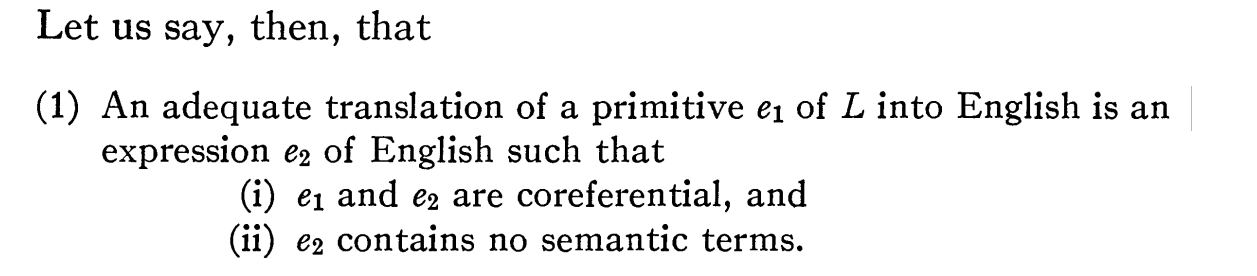 Let us say, then, that
(1) An adequate translation of a primitive e₁ of L into English is an
expression e₂ of English such that
(i) e₁ and e₂ are coreferential, and
(ii) e₂ contains no semantic terms.